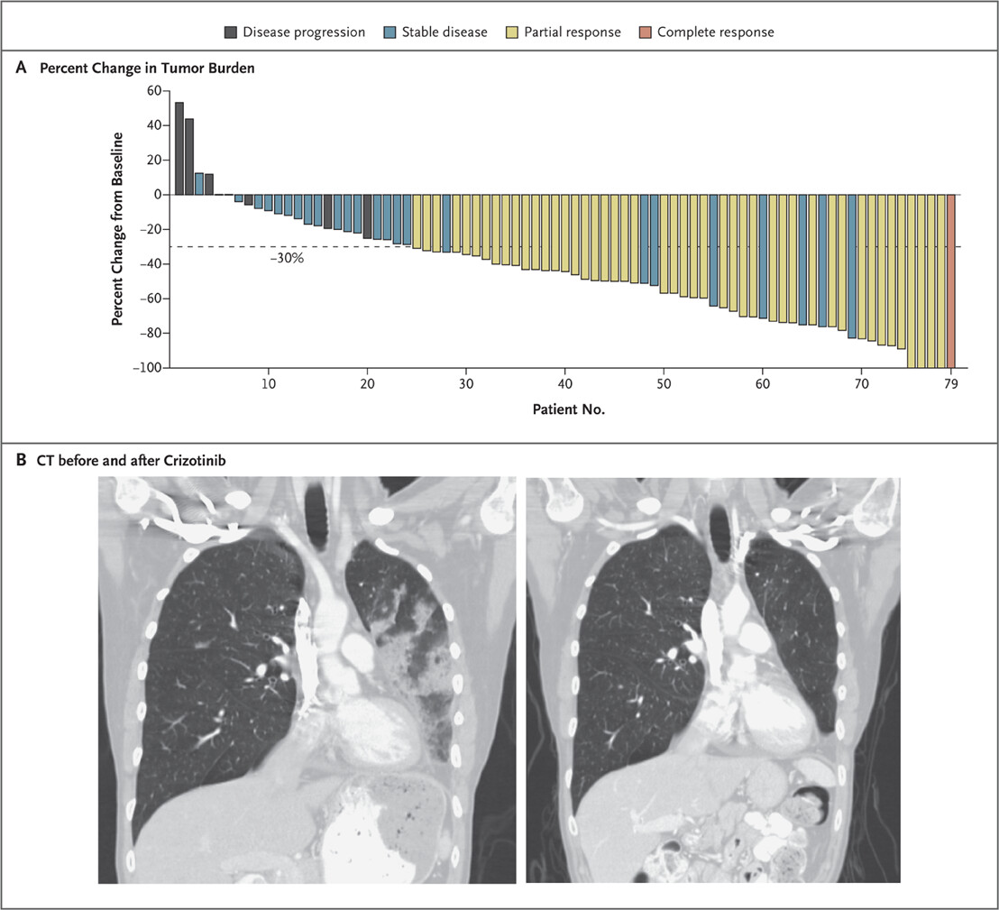 Disease progression Stable disease Partial response Complete response
A Percent Change in Tumor Burden
Percent Change from Baseline
60
40
20
0
−20
−40
−60
−80
−100
−30%
10 20 30 40 50 60 70 79
Patient No.
B CT before and after Crizotinib